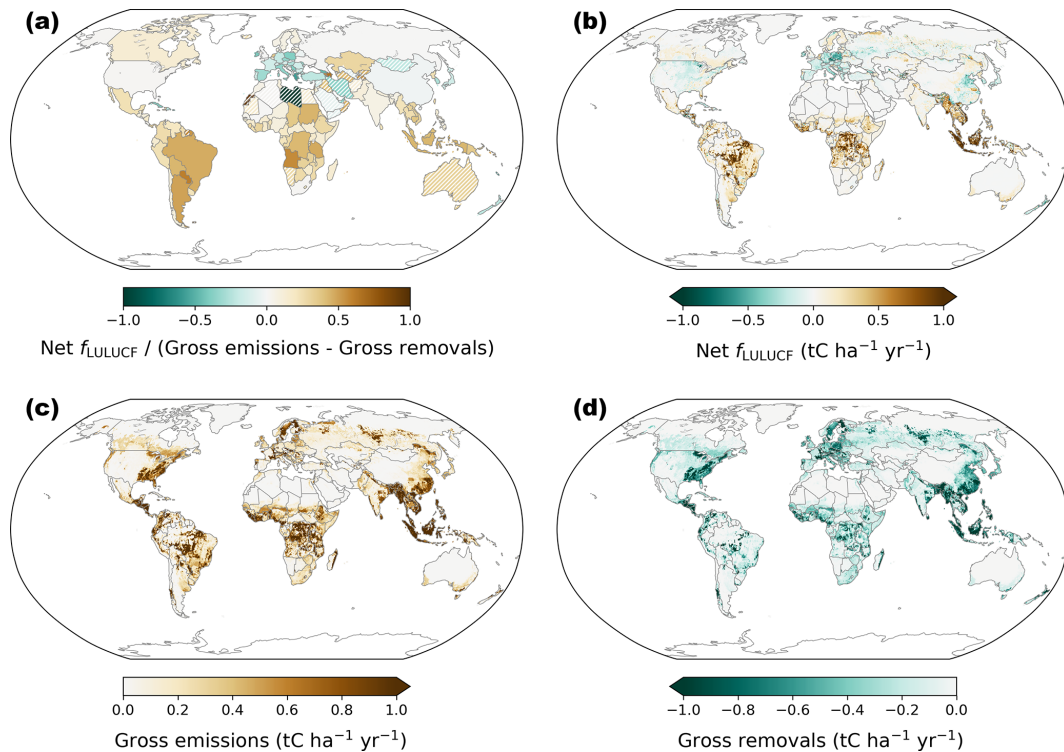 (a)
−1.0 −0.5 0.0 0.5 1.0
Net fLULUCF / (Gross emissions - Gross removals)
(b)
−1.0 −0.5 0.0 0.5 1.0
Net fLULUCF (tC ha⁻¹ yr⁻¹)
(c)
0.0 0.2 0.4 0.6 0.8 1.0
Gross emissions (tC ha⁻¹ yr⁻¹)
(d)
−1.0 −0.8 −0.6 −0.4 −0.2 0.0
Gross removals (tC ha⁻¹ yr⁻¹)